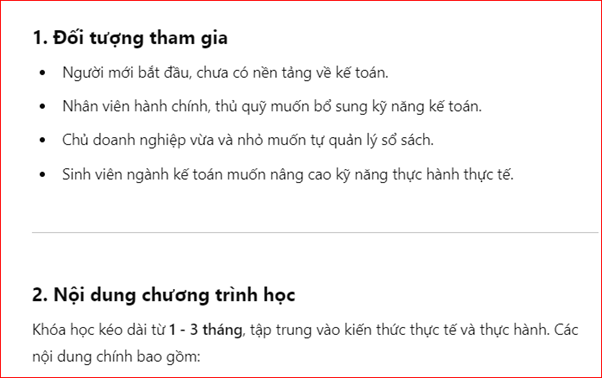 1. Đối tượng tham gia
• Người mới bắt đầu, chưa có nền tảng về kế toán.
• Nhân viên hành chính, thủ quỹ muốn bổ sung kỹ năng kế toán.
• Chủ doanh nghiệp vừa và nhỏ muốn tự quản lý sổ sách.
• Sinh viên ngành kế toán muốn nâng cao kỹ năng thực hành thực tế.
2. Nội dung chương trình học
Khóa học kéo dài từ 1 - 3 tháng, tập trung vào kiến thức thực tế và thực hành. Các
nội dung chính bao gồm: